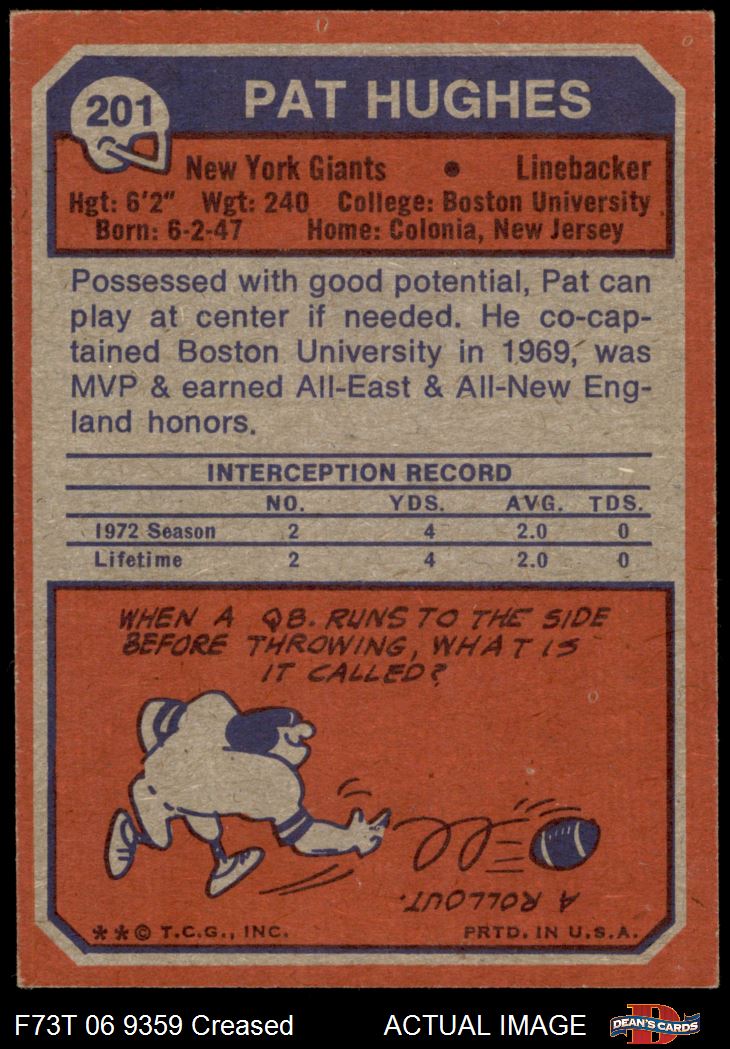 201
PAT HUGHES
New York Giants • Linebacker
Hgt: 6'2" Wgt: 240 College: Boston University
Born: 6-2-47 Home: Colonia, New Jersey
Possessed with good potential, Pat can
play at center if needed. He co-cap-
tained Boston University in 1969, was
MVP & earned All-East & All-New Eng-
land honors.
INTERCEPTION RECORD
NO. YDS. AVG. TDS.
1972 Season 2 4 2.0 0
Lifetime 2 4 2.0 0
WHEN A QB. RUNS TO THE SIDE
BEFORE THROWING, WHAT IS
IT CALLED?
A ROLLOUT.
**© T.C.G., INC. PRTD. IN U.S.A.
F73T 06 9359 Creased ACTUAL IMAGE
DEAN'S CARDS